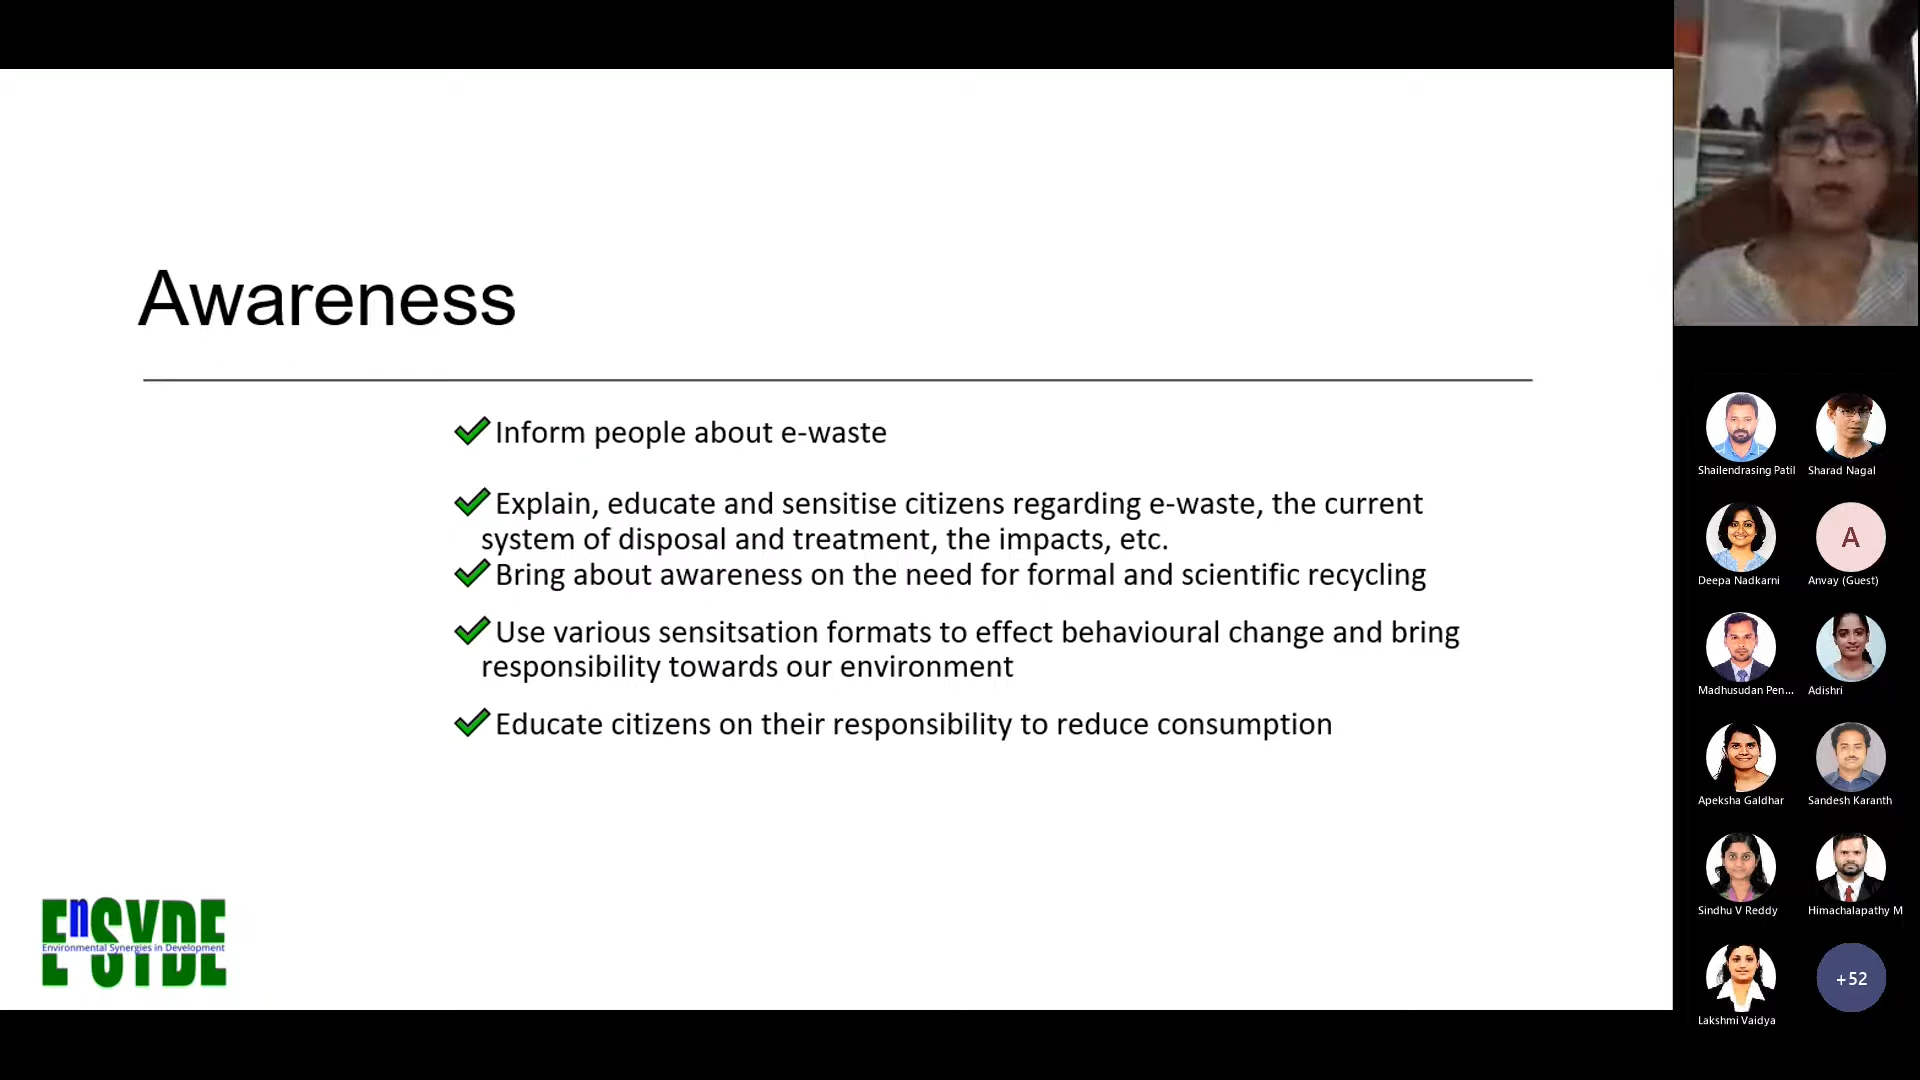 Awareness
Inform people about e-waste
Explain, educate and sensitise citizens regarding e-waste, the current
system of disposal and treatment, the impacts, etc.
Bring about awareness on the need for formal and scientific recycling
Use various sensitsation formats to effect behavioural change and bring
responsibility towards our environment
Educate citizens on their responsibility to reduce consumption
EnSYDE
Environmental Synergies in Development
Shailendrasing Patil
Sharad Nagal
Deepa Nadkarni
A
Anvay (Guest)
Madhusudan Pen...
Adishri
Apeksha Galdhar
Sandesh Karanth
Sindhu V Reddy
Himachalapathy M
Lakshmi Vaidya
+52